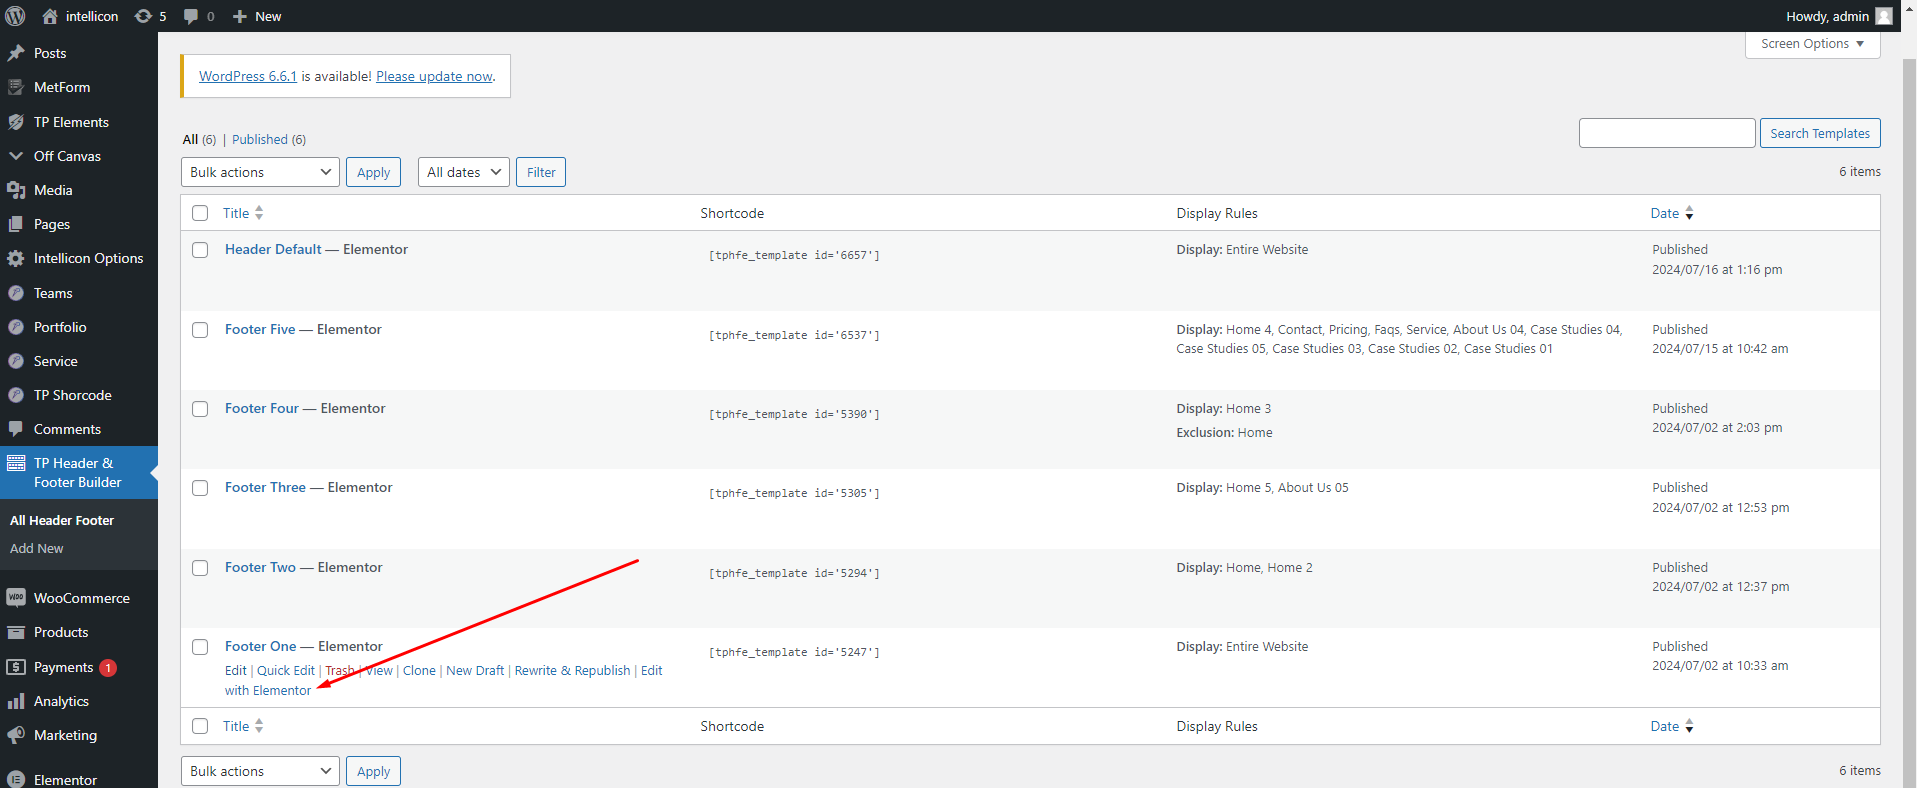 intellicon 5 0 New Howdy, admin
Screen Options
Posts
MetForm
TP Elements
Off Canvas
Media
Pages
Intellicon Options
Teams
Portfolio
Service
TP Shorcode
Comments
TP Header &
Footer Builder
All Header Footer
Add New
WooCommerce
Products
Payments 1
Analytics
Marketing
Elementor
WordPress 6.6.1 is available! Please update now.
All (6) | Published (6)
Search Templates
Bulk actions Apply All dates Filter 6 items
Title Shortcode Display Rules Date
Header Default — Elementor [tphfe_template id='6657'] Display: Entire Website Published
2024/07/16 at 1:16 pm
Footer Five — Elementor [tphfe_template id='6537'] Display: Home 4, Contact, Pricing, Faqs, Service, About Us 04, Case Studies 04, Published
Case Studies 05, Case Studies 03, Case Studies 02, Case Studies 01 2024/07/15 at 10:42 am
Footer Four — Elementor [tphfe_template id='5390'] Display: Home 3 Published
Exclusion: Home 2024/07/02 at 2:03 pm
Footer Three — Elementor [tphfe_template id='5305'] Display: Home 5, About Us 05 Published
2024/07/02 at 12:53 pm
Footer Two — Elementor [tphfe_template id='5294'] Display: Home, Home 2 Published
2024/07/02 at 12:37 pm
Footer One — Elementor [tphfe_template id='5247'] Display: Entire Website Published
Edit | Quick Edit | Trash | View | Clone | New Draft | Rewrite & Republish | Edit 2024/07/02 at 10:33 am
with Elementor
Title Shortcode Display Rules Date
Bulk actions Apply 6 items